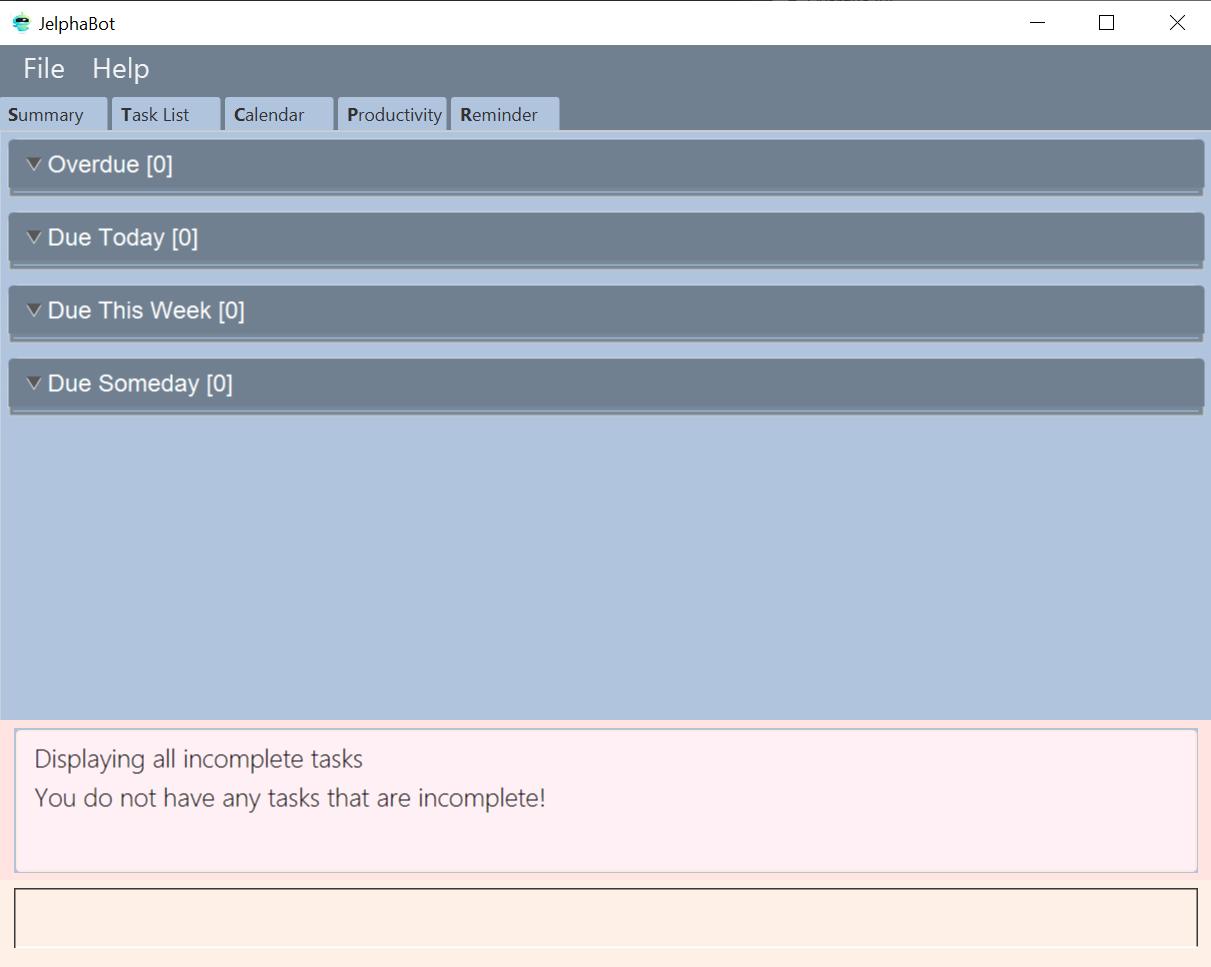 JelphaBot
File Help
Summary Task List Calendar Productivity Reminder
Overdue [0]
Due Today [0]
Due This Week [0]
Due Someday [0]
Displaying all incomplete tasks
You do not have any tasks that are incomplete!